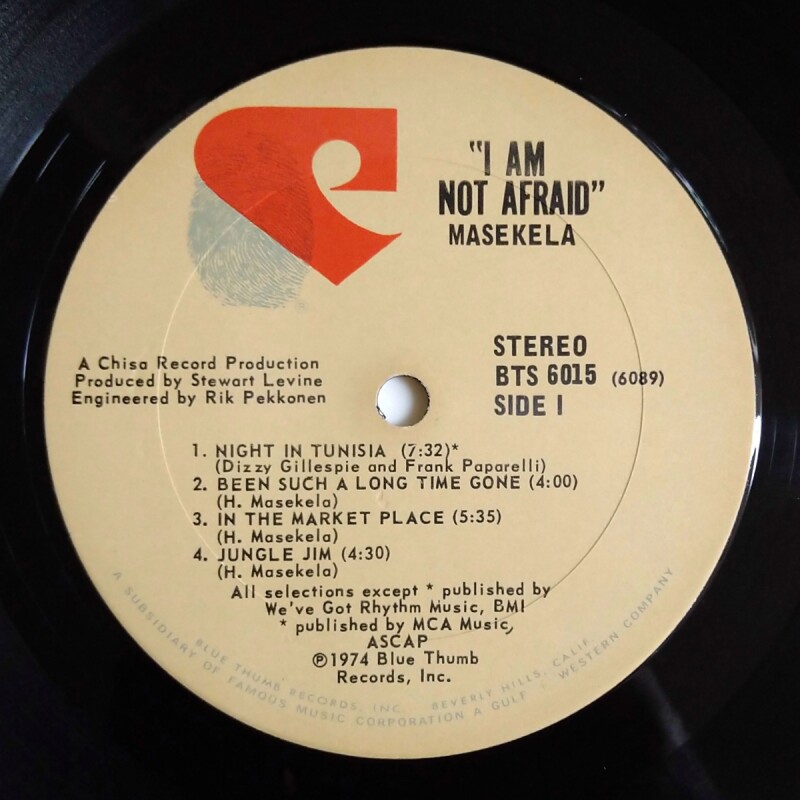 "I AM
NOT AFRAID"
MASEKELA
A Chisa Record Production
Produced by Stewart Levine
Engineered by Rik Pekkonen
STEREO
BTS 6015 (6089)
SIDE I
1. NIGHT IN TUNISIA (7:32)*
(Dizzy Gillespie and Frank Paparelli)
2. BEEN SUCH A LONG TIME GONE (4:00)
(H. Masekela)
3. IN THE MARKET PLACE (5:35)
(H. Masekela)
4. JUNGLE JIM (4:30)
(H. Masekela)
All selections except * published by
We've Got Rhythm Music, BMI
* published by MCA Music,
ASCAP
℗1974 Blue Thumb
Records, Inc.
BLUE THUMB RECORDS, INC. BEVERLY HILLS, CALIF.
A SUBSIDIARY OF FAMOUS MUSIC CORPORATION A GULF + WESTERN COMPANY